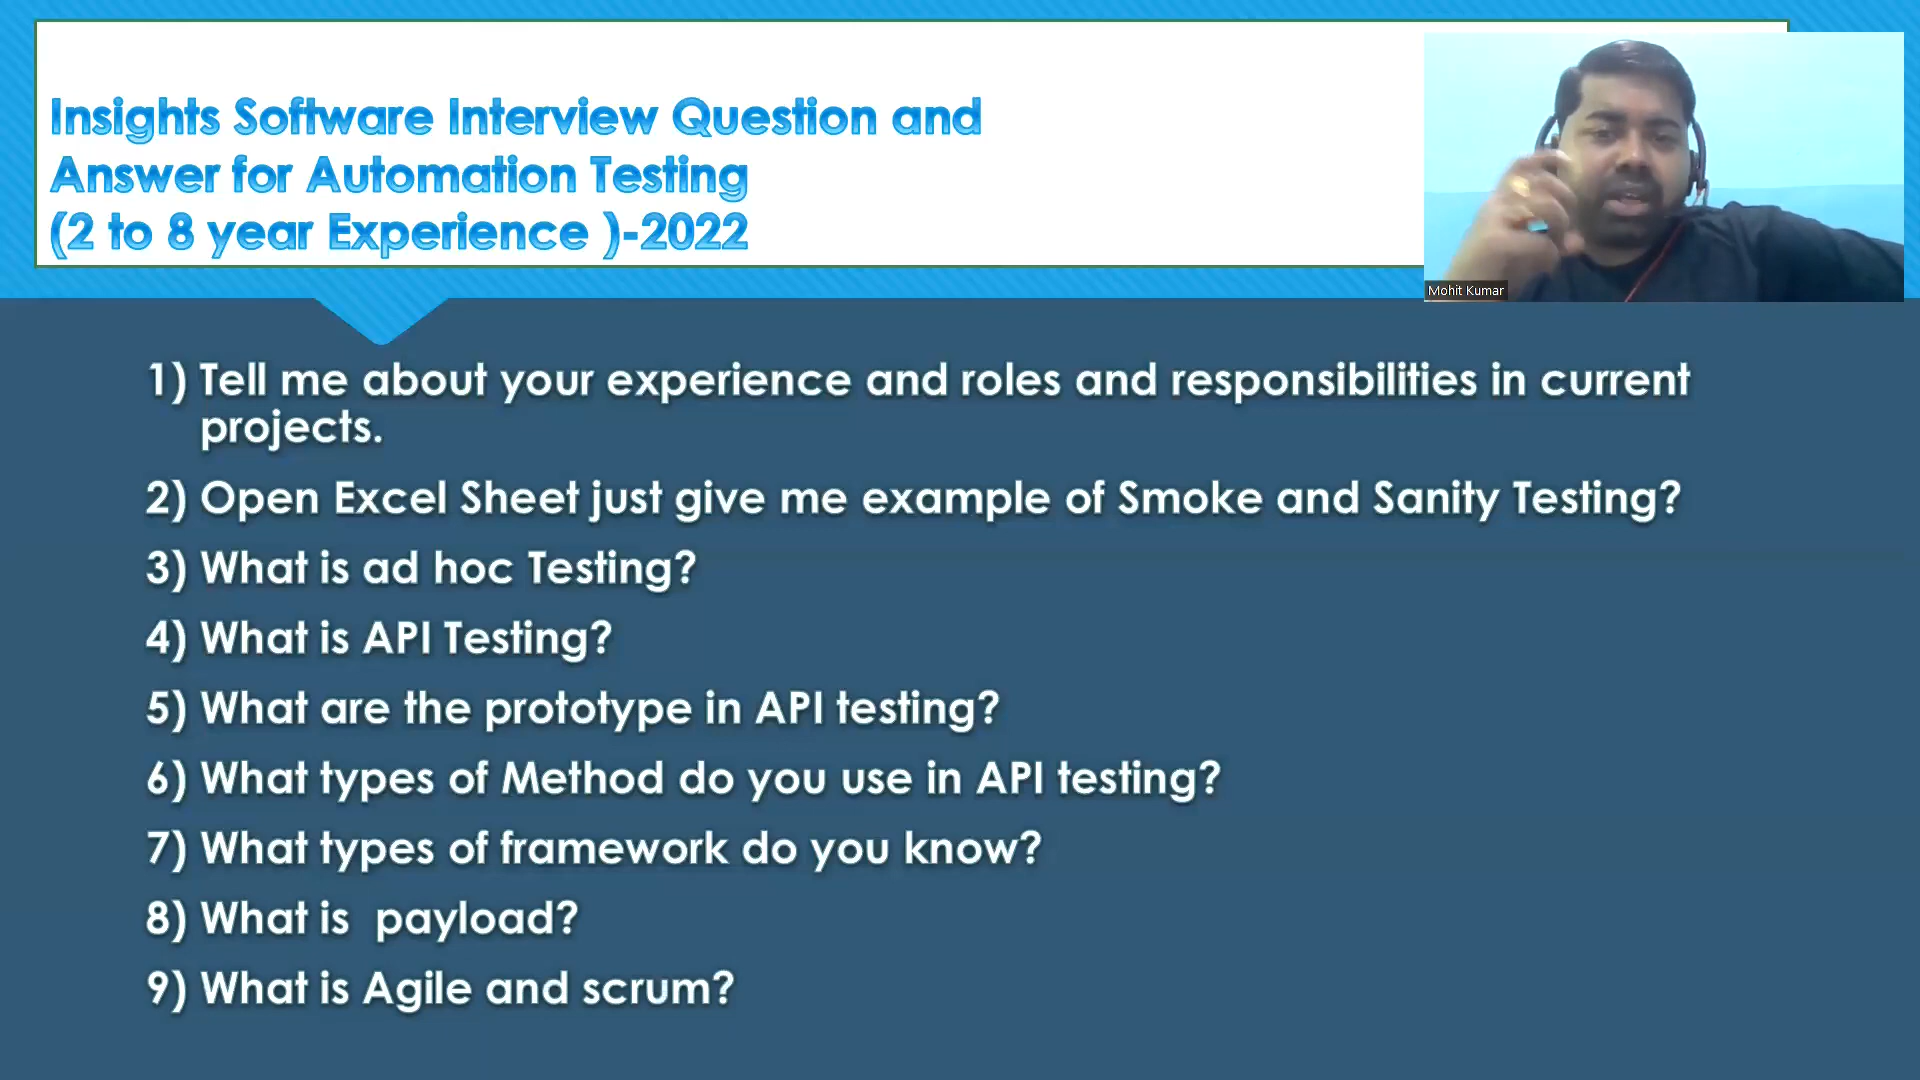 Insights Software Interview Question and
Answer for Automation Testing
(2 to 8 year Experience )-2022
Mohit Kumar
1) Tell me about your experience and roles and responsibilities in current
projects.
2) Open Excel Sheet just give me example of Smoke and Sanity Testing?
3) What is ad hoc Testing?
4) What is API Testing?
5) What are the prototype in API testing?
6) What types of Method do you use in API testing?
7) What types of framework do you know?
8) What is  payload?
9) What is Agile and scrum?